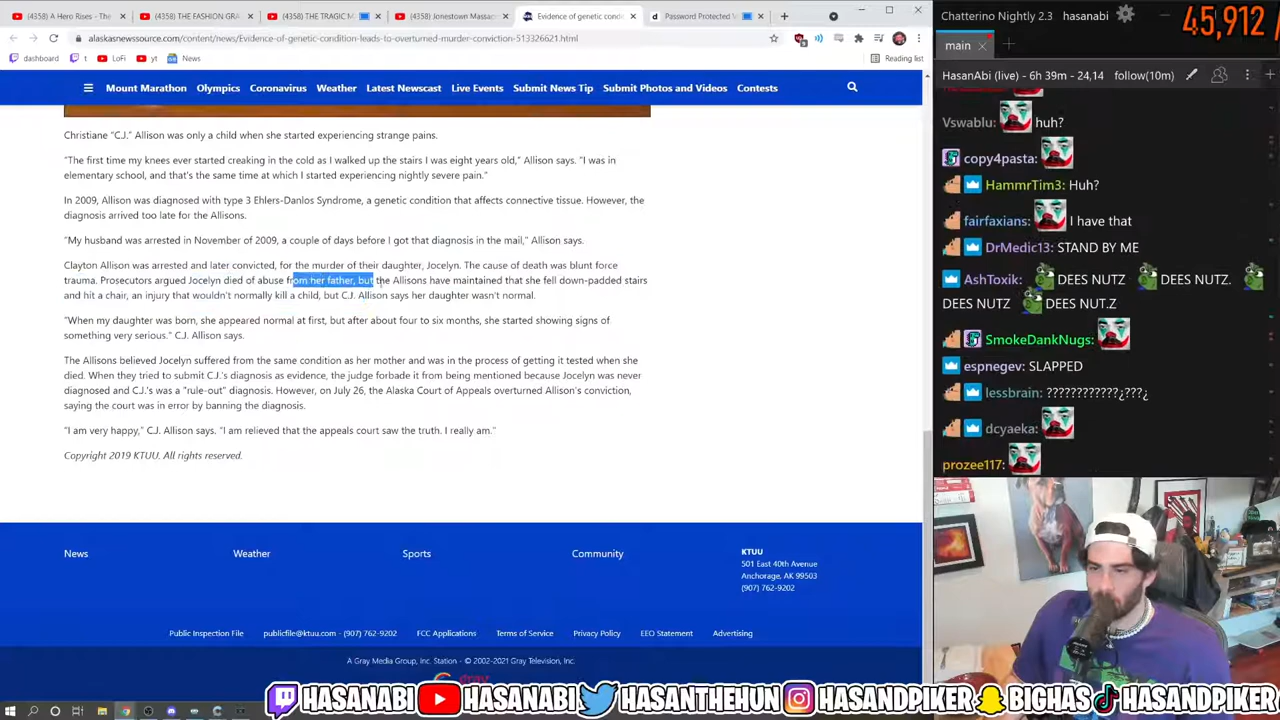 (4358) A Hero Rises - The
(4358) THE FASHION GRA
(4358) THE TRAGIC M
(4358) Jonestown Massac
Evidence of genetic condit
Password Protected V
alaskasnewssource.com/content/news/Evidence-of-genetic-condition-leads-to-overturned-murder-conviction-513326621.html
dashboard
t
LoFi
yt
News
Reading list
Mount Marathon
Olympics
Coronavirus
Weather
Latest Newscast
Live Events
Submit News Tip
Submit Photos and Videos
Contests
Christiane "C.J." Allison was only a child when she started experiencing strange pains.
"The first time my knees ever started creaking in the cold as I walked up the stairs I was eight years old," Allison says. "I was in
elementary school, and that's the same time at which I started experiencing nightly severe pain."
In 2009, Allison was diagnosed with type 3 Ehlers-Danlos Syndrome, a genetic condition that affects connective tissue. However, the
diagnosis arrived too late for the Allisons.
"My husband was arrested in November of 2009, a couple of days before I got that diagnosis in the mail," Allison says.
Clayton Allison was arrested and later convicted, for the murder of their daughter, Jocelyn. The cause of death was blunt force
trauma. Prosecutors argued Jocelyn died of abuse from her father, but the Allisons have maintained that she fell down-padded stairs
and hit a chair, an injury that wouldn't normally kill a child, but C.J. Allison says her daughter wasn't normal.
"When my daughter was born, she appeared normal at first, but after about four to six months, she started showing signs of
something very serious." C.J. Allison says.
The Allisons believed Jocelyn suffered from the same condition as her mother and was in the process of getting it tested when she
died. When they tried to submit C.J.'s diagnosis as evidence, the judge forbade it from being mentioned because Jocelyn was never
diagnosed and C.J.'s was a "rule-out" diagnosis. However, on July 26, the Alaska Court of Appeals overturned Allison's conviction,
saying the court was in error by banning the diagnosis.
"I am very happy," C.J. Allison says. "I am relieved that the appeals court saw the truth. I really am."
Copyright 2019 KTUU. All rights reserved.
News
Weather
Sports
Community
KTUU
501 East 40th Avenue
Anchorage, AK 99503
(907) 762-9202
Public Inspection File
publicfile@ktuu.com - (907) 762-9202
FCC Applications
Terms of Service
Privacy Policy
EEO Statement
Advertising
A Gray Media Group, Inc. Station - © 2002-2021 Gray Television, Inc.
gray
Chatterino Nightly 2.3
hasanabi
45,912 /
main
HasanAbi (live) - 6h 39m - 24,14
follow(10m)
Vswablu:
huh?
copy4pasta:
HammrTim3: Huh?
fairfaxians: I have that
DrMedic13: STAND BY ME
AshTorik:
DEEZ NUTZ
DEES
NUTZ
DEES NUTZ.
DEES NUT.Z
SmokeDankNugs:
espnegev: SLAPPED
lessbrain: ????????????¿???¿
dcyaeka:
prozee117:
HASANABI
HASANABI
HASANTHEHUN
HASANDPIKER
BIGHAS
HASANDPIKER